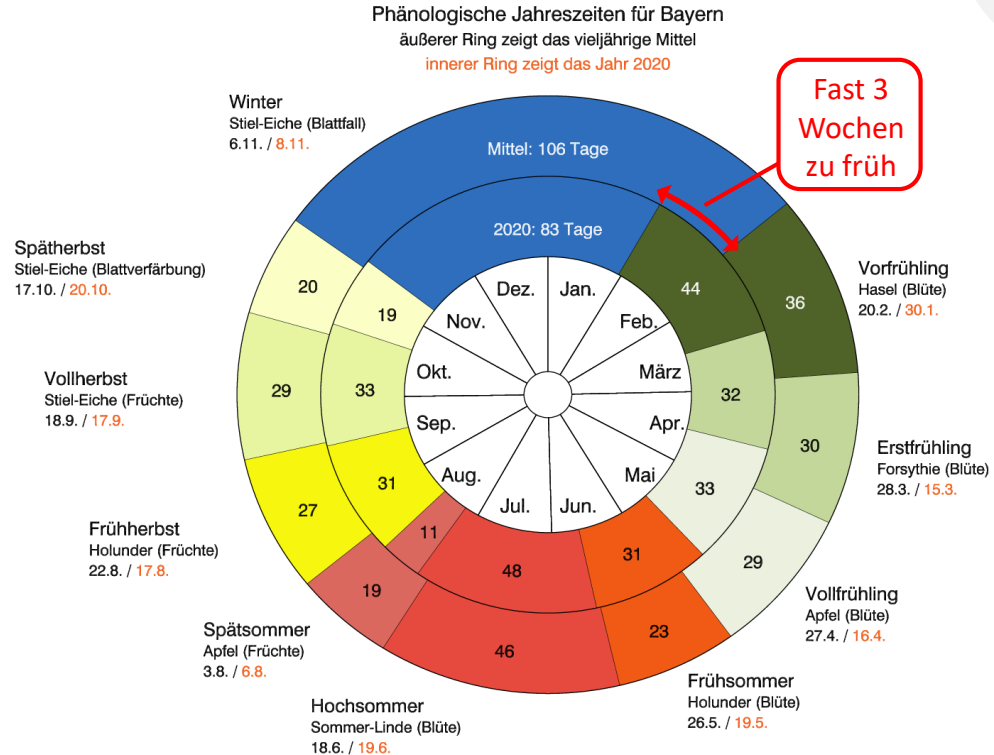 Phänologische Jahreszeiten für Bayern
äußerer Ring zeigt das vieljährige Mittel
innerer Ring zeigt das Jahr 2020
Fast 3
Wochen
zu früh
Winter
Stiel-Eiche (Blattfall)
6.11. / 8.11.
Mittel: 106 Tage
2020: 83 Tage
Vorfrühling
Hasel (Blüte)
20.2. / 30.1.
36
44
Erstfrühling
Forsythie (Blüte)
28.3. / 15.3.
30
32
Vollfrühling
Apfel (Blüte)
27.4. / 16.4.
29
33
Frühsommer
Holunder (Blüte)
26.5. / 19.5.
23
31
Hochsommer
Sommer-Linde (Blüte)
18.6. / 19.6.
46
48
Spätsommer
Apfel (Früchte)
3.8. / 6.8.
19
11
Frühherbst
Holunder (Früchte)
22.8. / 17.8.
27
31
Vollherbst
Stiel-Eiche (Früchte)
18.9. / 17.9.
29
33
Spätherbst
Stiel-Eiche (Blattverfärbung)
17.10. / 20.10.
20
19
Jan.
Feb.
März
Apr.
Mai
Jun.
Jul.
Aug.
Sep.
Okt.
Nov.
Dez.